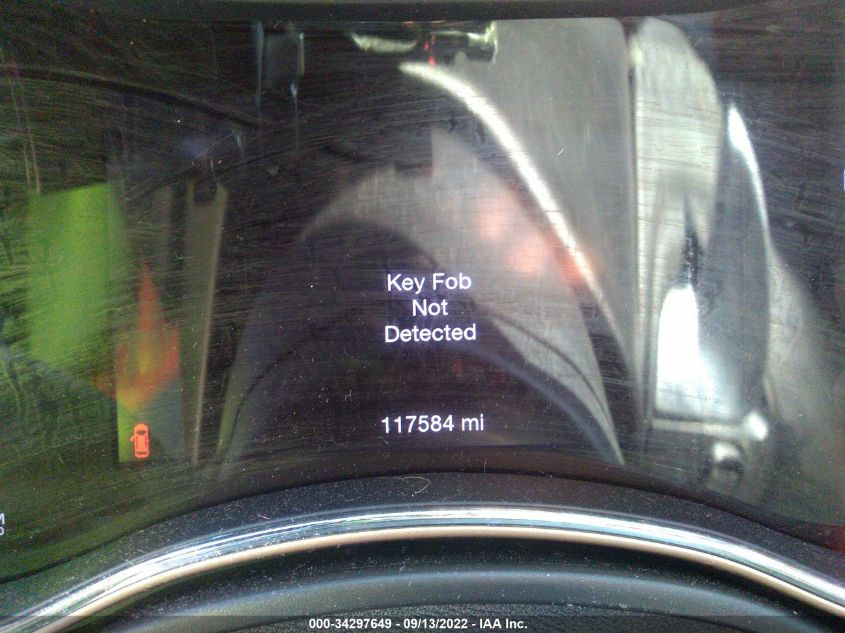 Key Fob
Not
Detected
117584 mi
000-34297649 - 09/13/2022 - IAA Inc.